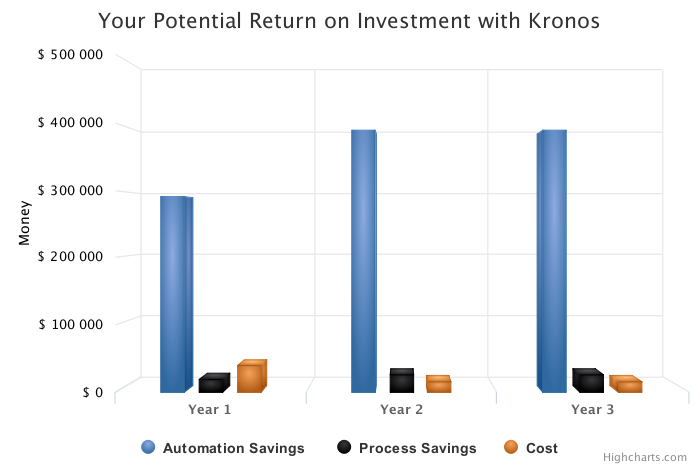 Your Potential Return on Investment with Kronos
$ 500 000
$ 400 000
$ 300 000
$ 200 000
$ 100 000
$ 0
Money
Year 1
Year 2
Year 3
Automation Savings
Process Savings
Cost
Highcharts.com